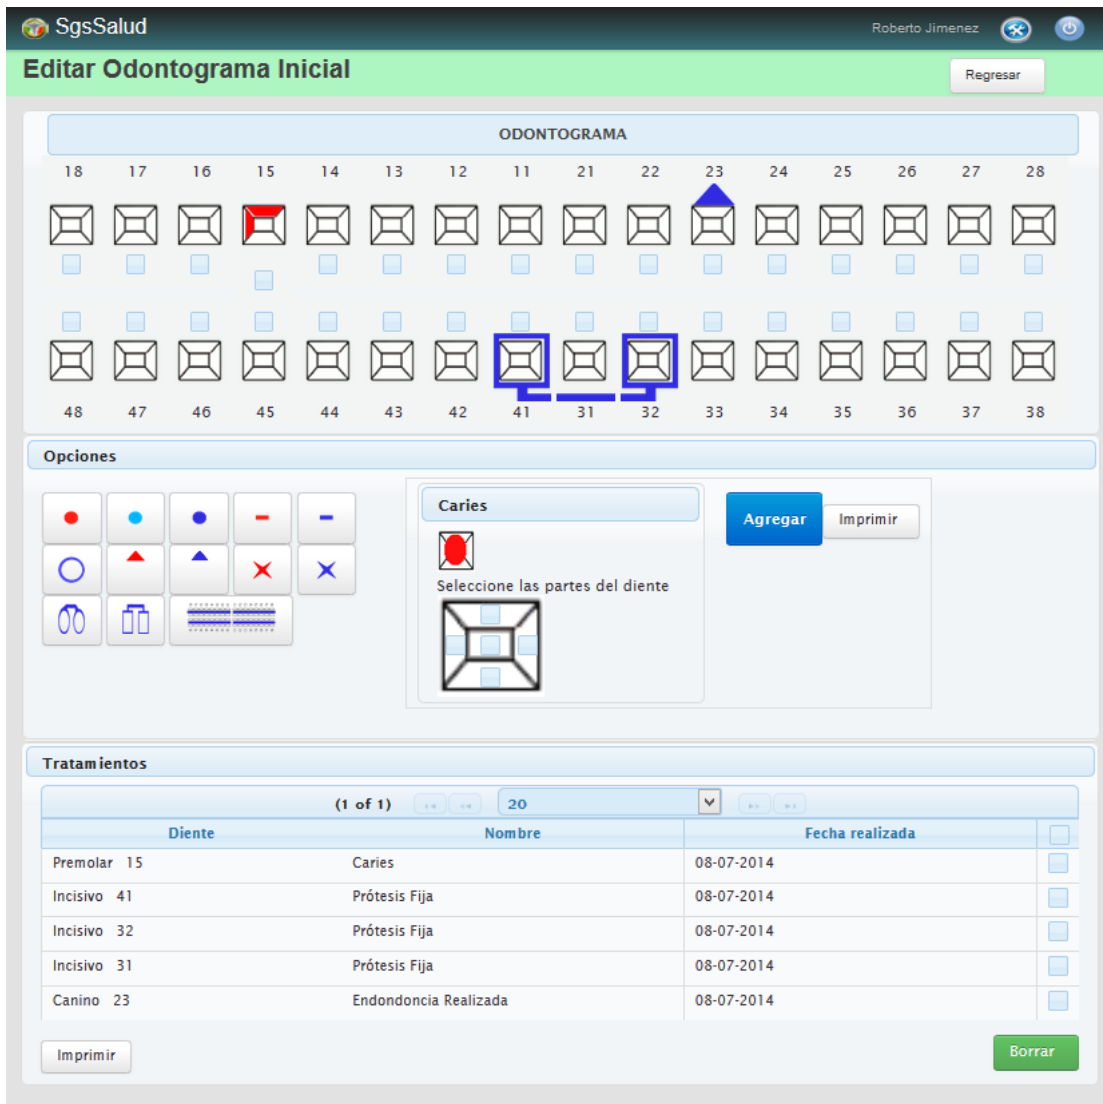 SgsSalud Roberto Jimenez
Editar Odontograma Inicial Regresar
ODONTOGRAMA
18 17 16 15 14 13 12 11 21 22 23 24 25 26 27 28
48 47 46 45 44 43 42 41 31 32 33 34 35 36 37 38
Opciones
Caries
Agregar Imprimir
Seleccione las partes del diente
Tratamientos
(1 of 1) 20
Diente Nombre Fecha realizada
Premolar 15 Caries 08-07-2014
Incisivo 41 Prótesis Fija 08-07-2014
Incisivo 32 Prótesis Fija 08-07-2014
Incisivo 31 Prótesis Fija 08-07-2014
Canino 23 Endondoncia Realizada 08-07-2014
Imprimir Borrar